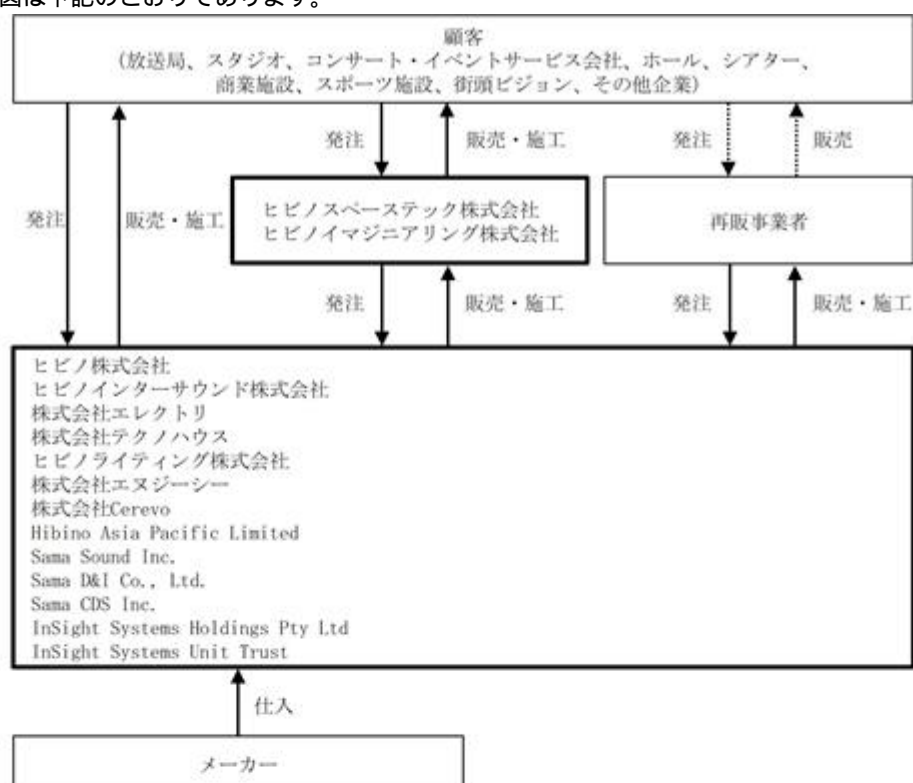 図は下記のとおりであります。
顧客
(放送局、スタジオ、コンサート・イベントサービス会社、ホール、シアター、
商業施設、スポーツ施設、街頭ビジョン、その他企業)
発注
販売・施工
発注
販売
発注
販売・施工
ヒビノスペーステック株式会社
ヒビノイマジニアリング株式会社
再販事業者
発注
販売・施工
発注
販売・施工
ヒビノ株式会社
ヒビノインターサウンド株式会社
株式会社エレクトリ
株式会社テクノハウス
ヒビノライティング株式会社
株式会社エヌジーシー
株式会社Cerevo
Hibino Asia Pacific Limited
Sama Sound Inc.
Sama D&I Co., Ltd.
Sama CDS Inc.
InSight Systems Holdings Pty Ltd
InSight Systems Unit Trust
仕入
メーカー